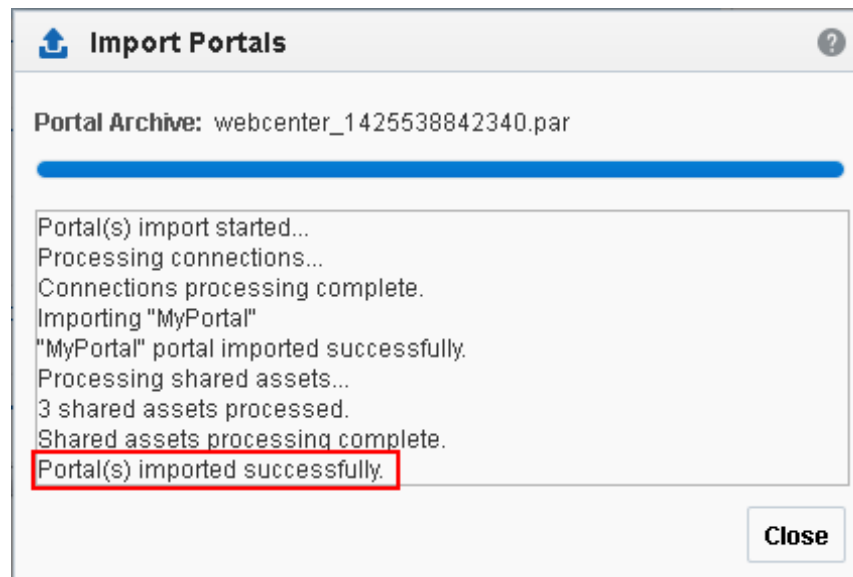 Import Portals
?
Portal Archive: webcenter_1425538842340.par
Portal(s) import started...
Processing connections...
Connections processing complete.
Importing "MyPortal"
"MyPortal" portal imported successfully.
Processing shared assets...
3 shared assets processed.
Shared assets processing complete.
Portal(s) imported successfully.
Close